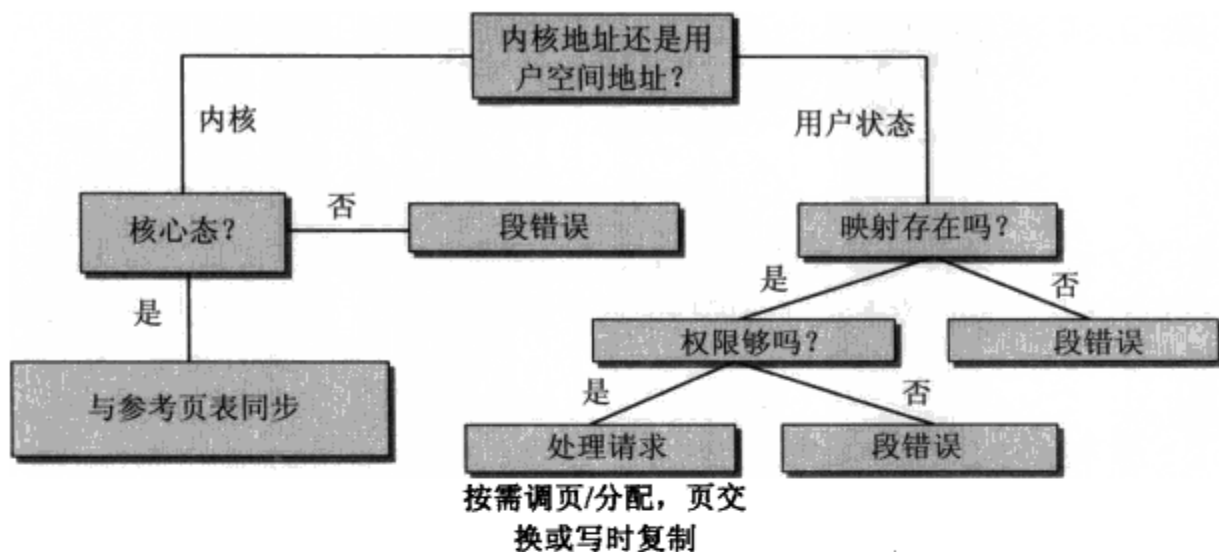 内核地址还是用
户空间地址？
内核
用户状态
核心态？
否
段错误
映射存在吗？
是
是
否
权限够吗？
段错误
与参考页表同步
是
否
处理请求
段错误
按需调页/分配，页交
换或写时复制